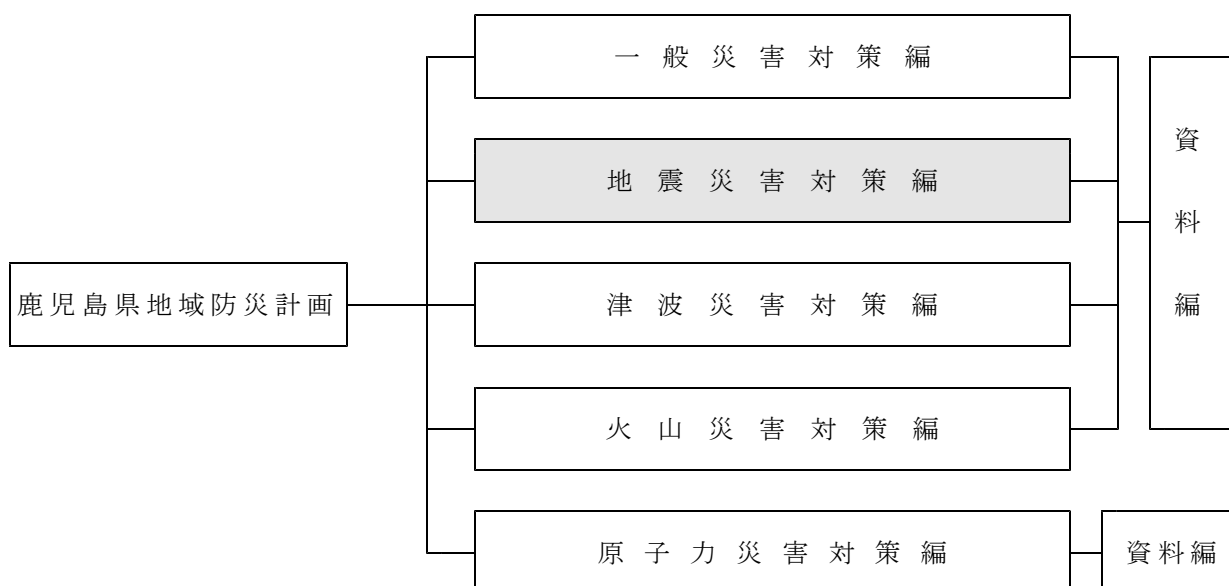 一般災害対策編
地震災害対策編
資料編
鹿児島県地域防災計画
津波災害対策編
火山災害対策編
原子力災害対策編
資料編